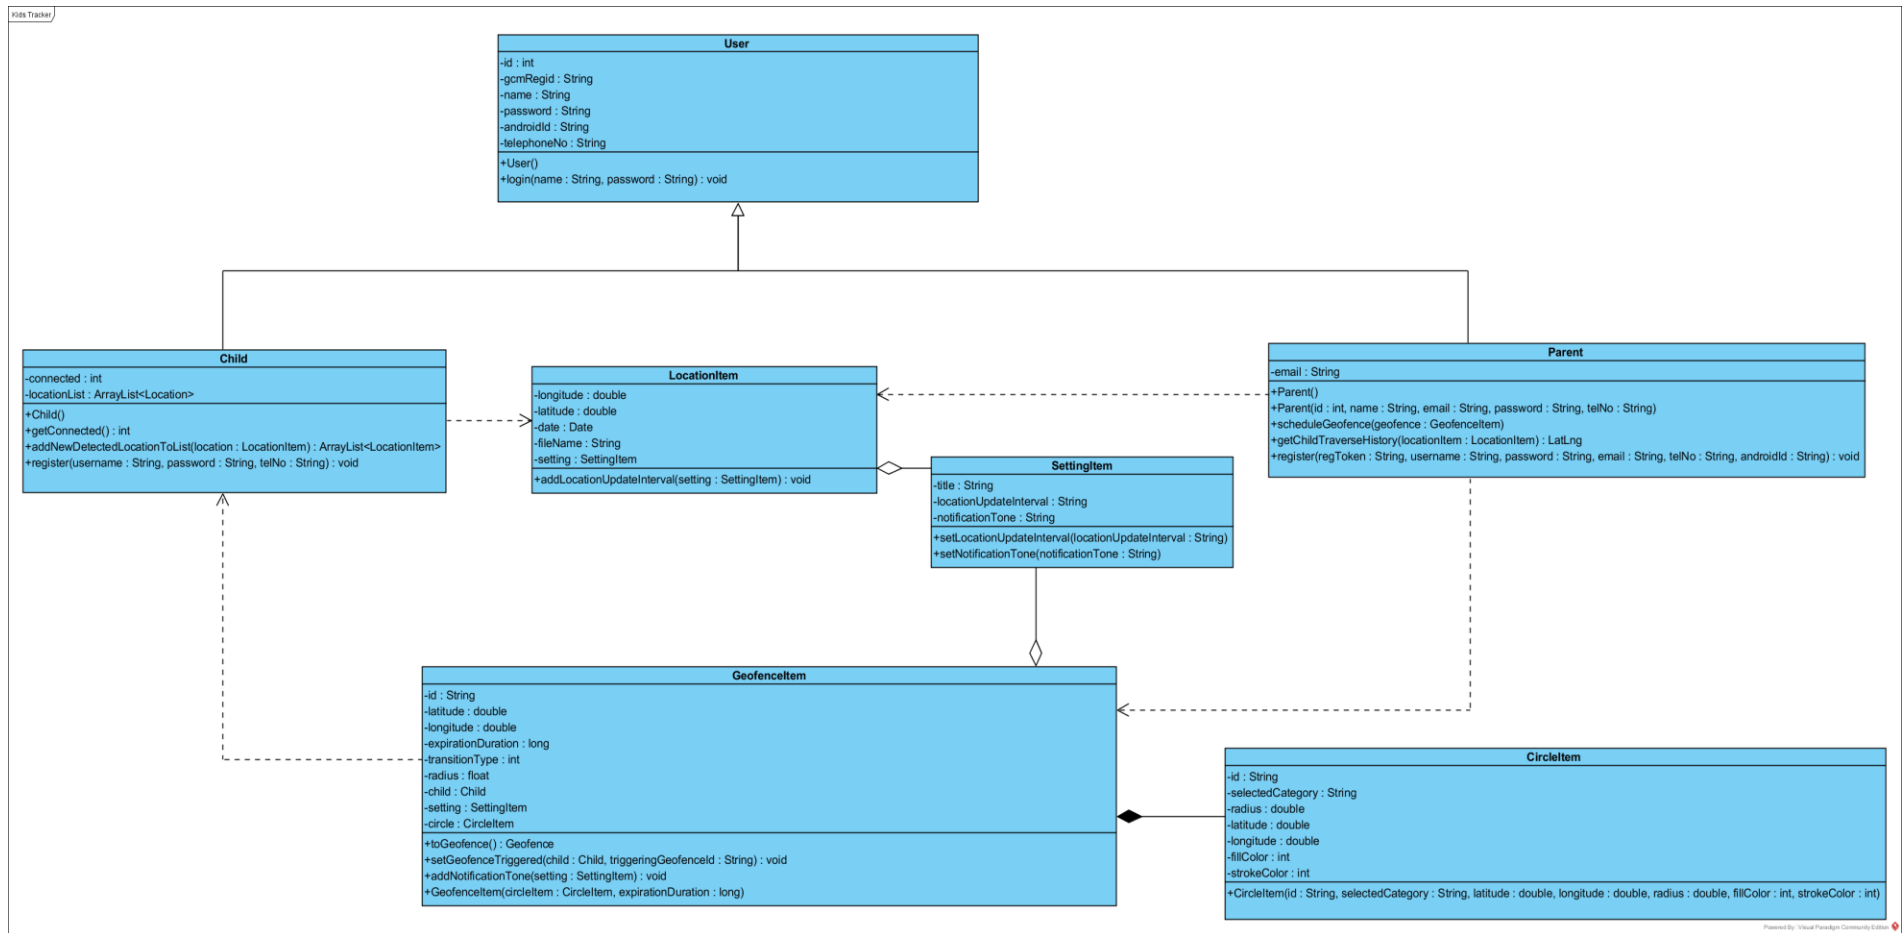 Kids Tracker
User
-id : int
-gcmRegid : String
-name : String
-password : String
-androidId : String
-telephoneNo : String
+User()
+login(name : String, password : String) : void
Child
-connected : int
-locationList : ArrayList<Location>
+Child()
+getConnected() : int
+addNewDetectedLocationToList(location : LocationItem) : ArrayList<LocationItem>
+register(username : String, password : String, telNo : String) : void
LocationItem
-longitude : double
-latitude : double
-date : Date
-fileName : String
-setting : SettingItem
+addLocationUpdateInterval(setting : SettingItem) : void
Parent
-email : String
+Parent()
+Parent(id : int, name : String, email : String, password : String, telNo : String)
+scheduleGeofence(geofence : GeofenceItem)
+getChildTraverseHistory(locationItem : LocationItem) : LatLng
+register(regToken : String, username : String, password : String, email : String, telNo : String, androidId : String) : void
SettingItem
-title : String
-locationUpdateInterval : String
-notificationTone : String
+setLocationUpdateInterval(locationUpdateInterval : String)
+setNotificationTone(notificationTone : String)
GeofenceItem
-id : String
-latitude : double
-longitude : double
-expirationDuration : long
-transitionType : int
-radius : float
-child : Child
-setting : SettingItem
-circle : CircleItem
+toGeofence() : Geofence
+setGeofenceTriggered(child : Child, triggeringGeofenceId : String) : void
+addNotificationTone(setting : SettingItem) : void
+GeofenceItem(circleItem : CircleItem, expirationDuration : long)
CircleItem
-id : String
-selectedCategory : String
-radius : double
-latitude : double
-longitude : double
-fillColor : int
-strokeColor : int
+CircleItem(id : String, selectedCategory : String, latitude : double, longitude : double, radius : double, fillColor : int, strokeColor : int)
Powered By: Visual Paradigm Community Edition